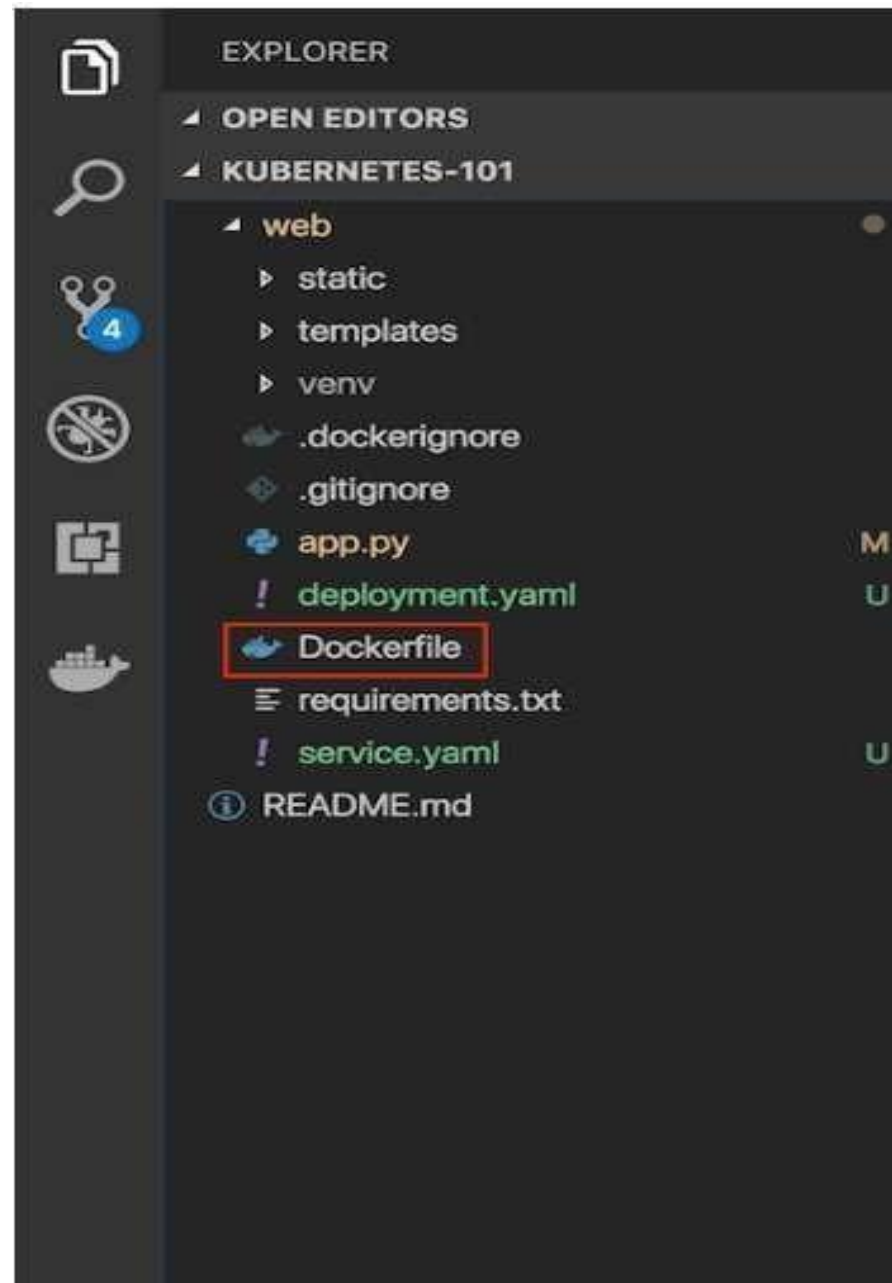 EXPLORER
OPEN EDITORS
KUBERNETES-101
web
static
templates
4
venv
.dockerignore
.gitignore
app.py M
deployment.yaml U
Dockerfile
requirements.txt
service.yaml U
README.md